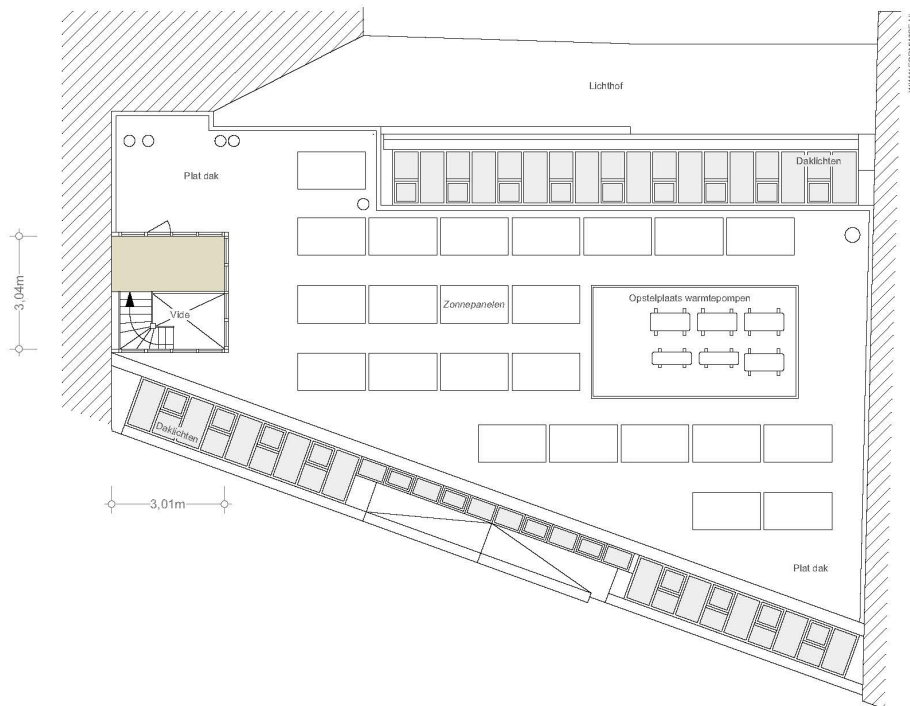 Lichthof
Daklichten
Plat dak
Zonnepanelen
Opstelplaats warmtepompen
3,04m
Vide
Daklichten
3,01m
Plat dak